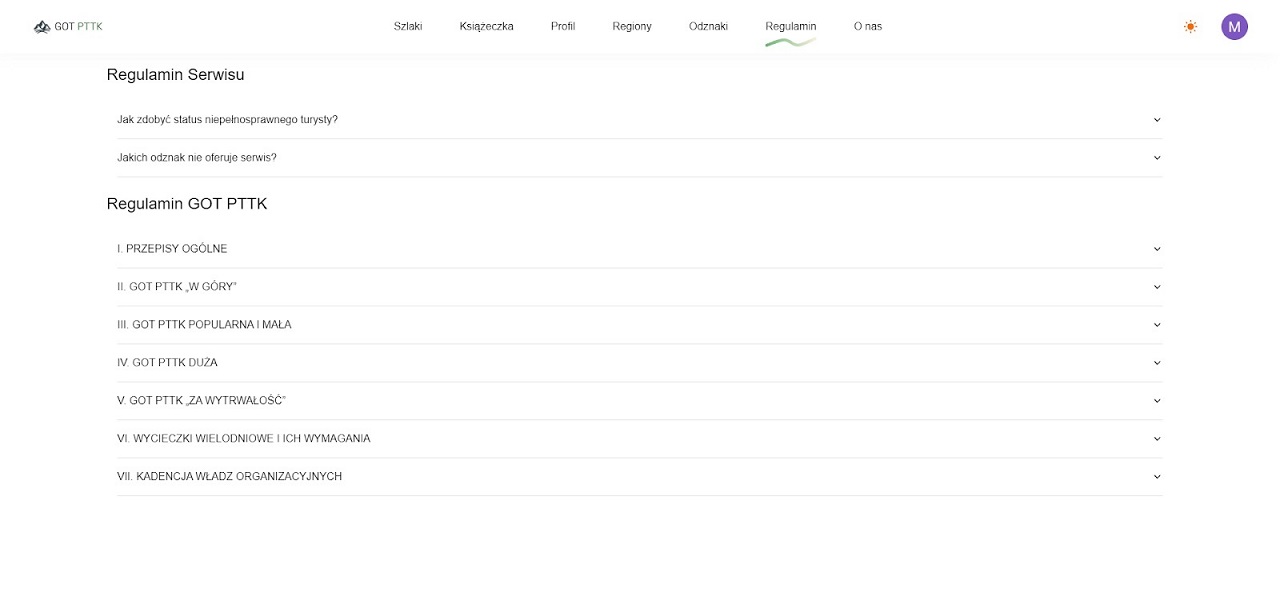 GOT PTTK
Szlaki Książeczka Profil Regiony Odznaki Regulamin O nas
M
Regulamin Serwisu
Jak zdobyć status niepełnosprawnego turysty?
Jakich odznak nie oferuje serwis?
Regulamin GOT PTTK
I. PRZEPISY OGÓLNE
II. GOT PTTK „W GÓRY”
III. GOT PTTK POPULARNA I MAŁA
IV. GOT PTTK DUŻA
V. GOT PTTK „ZA WYTRWAŁOŚĆ”
VI. WYCIECZKI WIELODNIOWE I ICH WYMAGANIA
VII. KADENCJA WŁADZ ORGANIZACYJNYCH